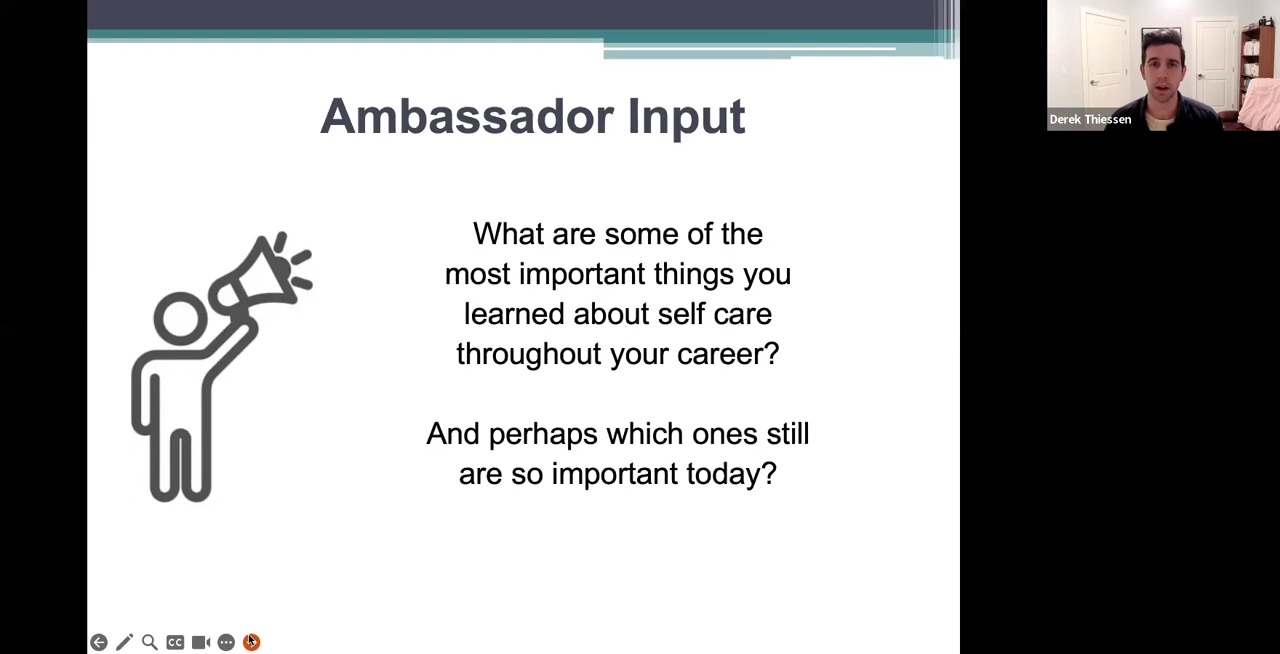 Ambassador Input
What are some of the
most important things you
learned about self care
throughout your career?
And perhaps which ones still
are so important today?
Derek Thiessen
CC